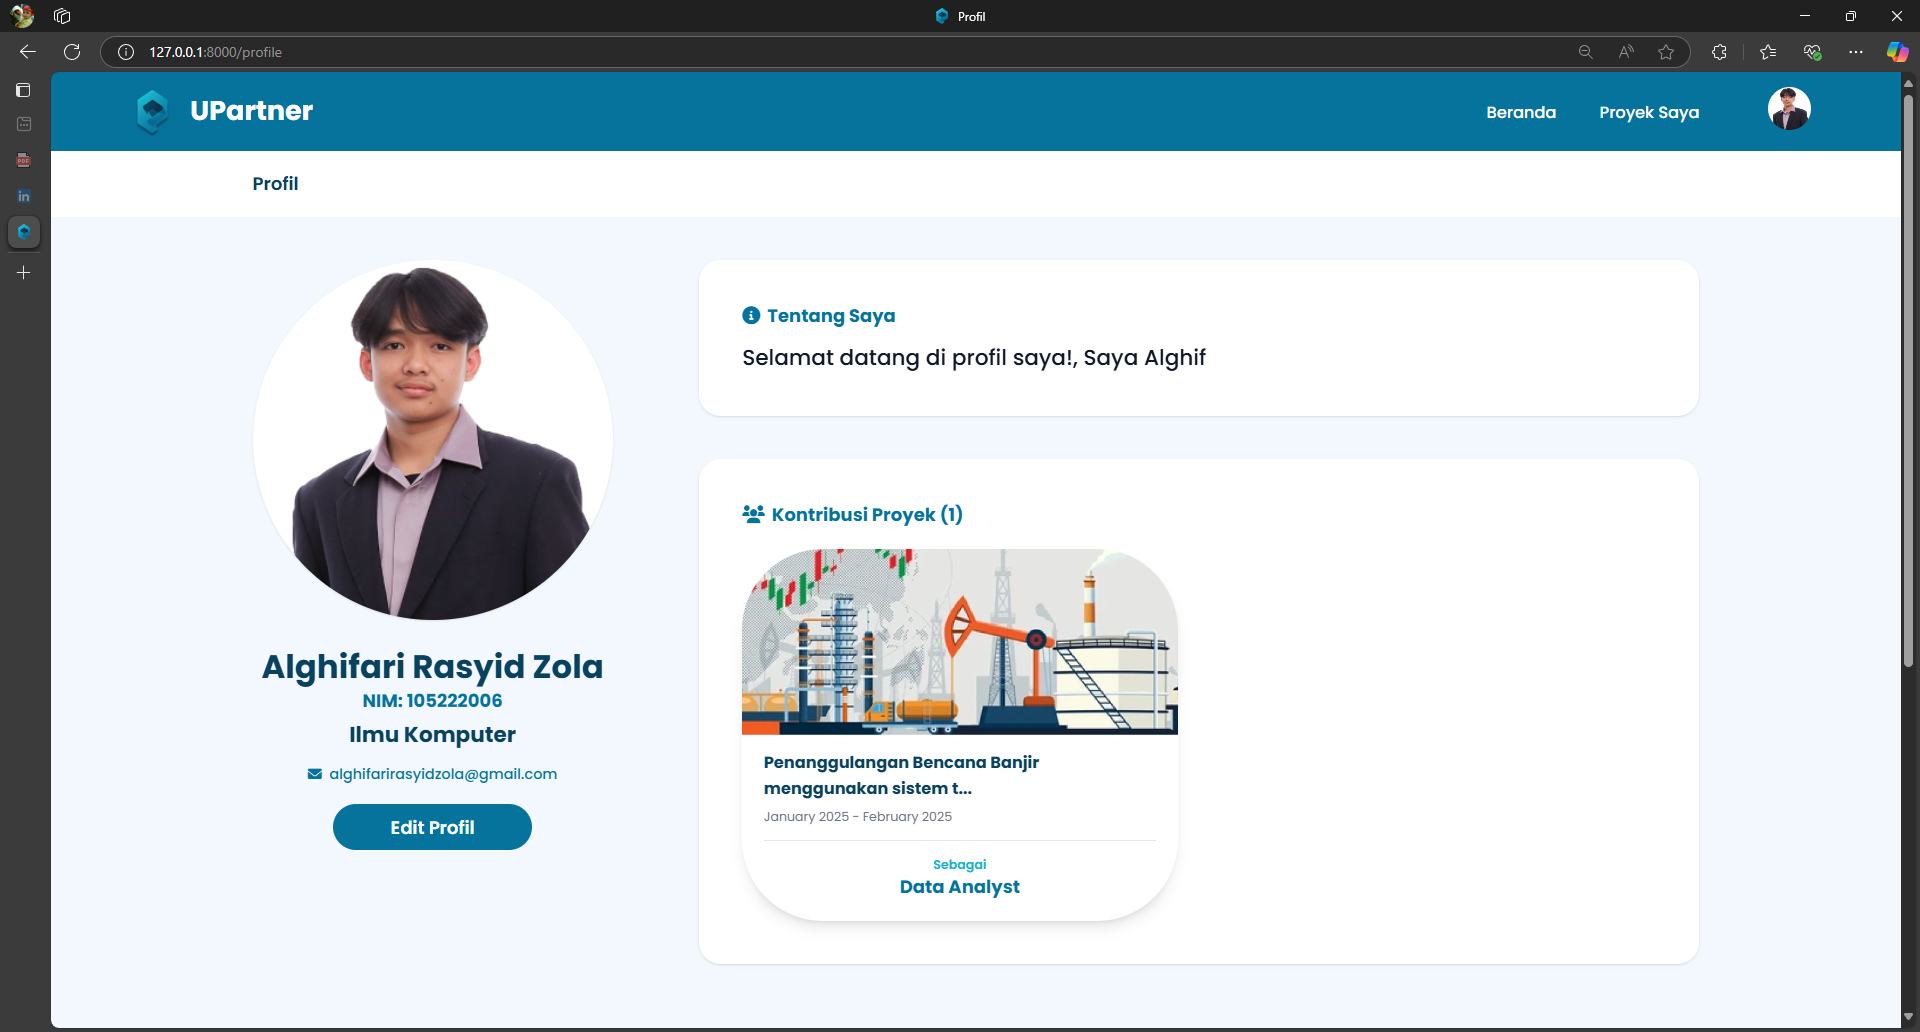 Profil
127.0.0.1:8000/profile
UPartner
Beranda
Proyek Saya
Profil
Tentang Saya
Selamat datang di profil saya!, Saya Alghif
Kontribusi Proyek (1)
Penanggulangan Bencana Banjir
menggunakan sistem t...
January 2025 - February 2025
Sebagai
Data Analyst
Alghifari Rasyid Zola
NIM: 105222006
Ilmu Komputer
alghifarirasyidzola@gmail.com
Edit Profil